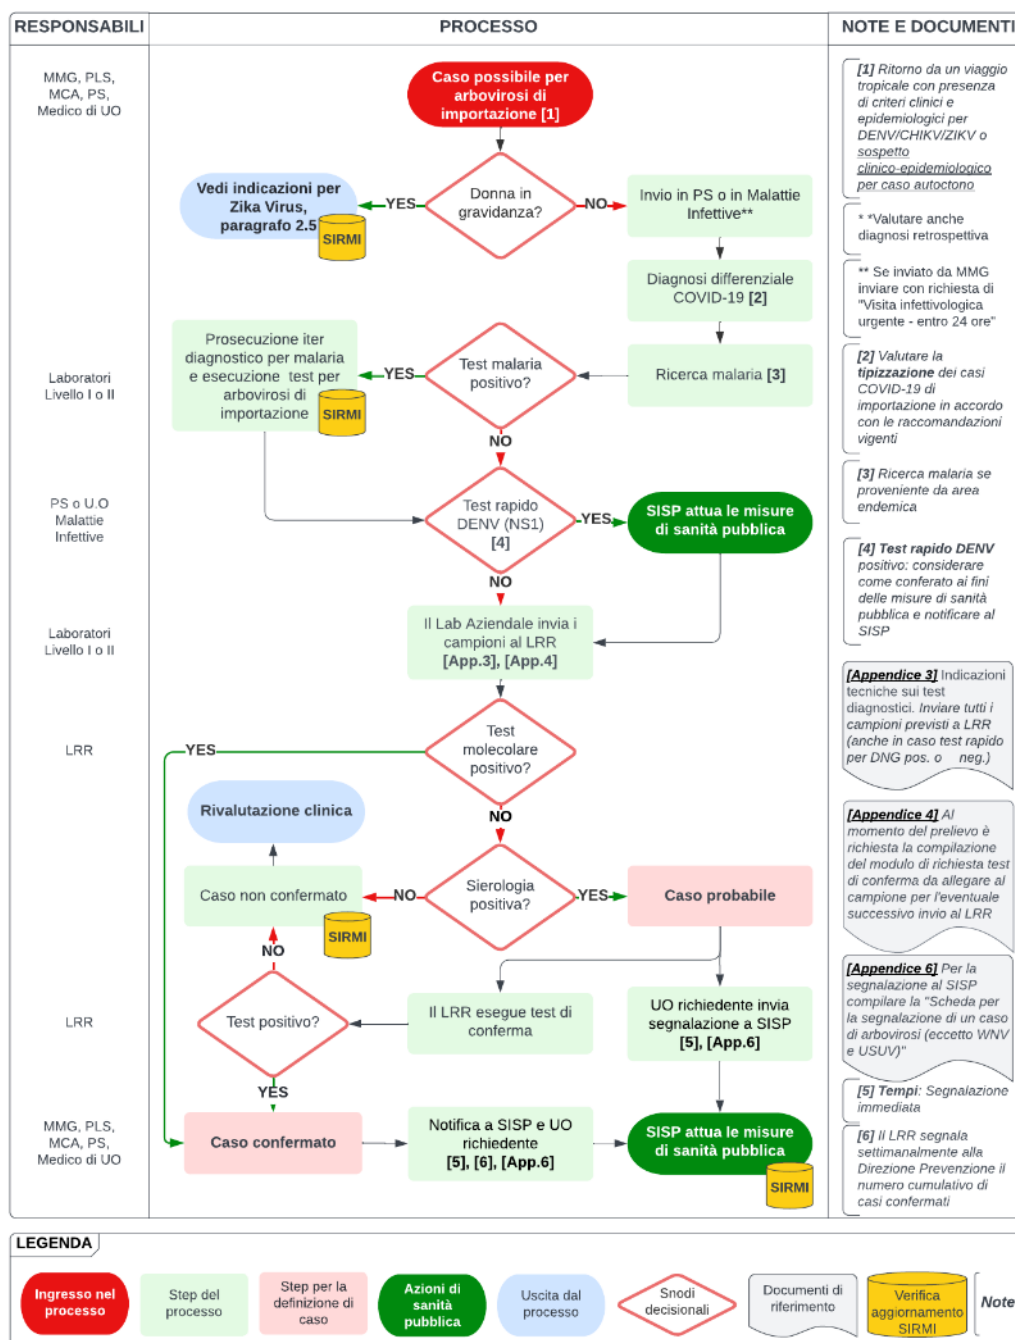 RESPONSABILI
PROCESSO
NOTE E DOCUMENTI
MMG, PLS,
MCA, PS,
Medico di UO
Caso possibile per
arbovirosi di
importazione [1]
[1] Ritorno da un viaggio
tropicale con presenza
di criteri clinici e
epidemiologici per
DENV/CHIKV/ZIKV o
sospetto
clinico-epidemiologico
per caso autoctono
Vedi indicazioni per
Zika Virus,
paragrafo 2.5
SIRMI
YES
Donna in
gravidanza?
NO
Invio in PS o in Malattie
Infettive**
* *Valutare anche
diagnosi retrospettiva
Diagnosi differenziale
COVID-19 [2]
** Se inviato da MMG
inviare con richiesta di
"Visita infettivologica
urgente - entro 24 ore"
Laboratori
Livello I o II
Prosecuzione iter
diagnostico per malaria
e esecuzione test per
arbovirosi di
importazione
SIRMI
YES
Test malaria
positivo?
Ricerca malaria [3]
[2] Valutare la
tipizzazione dei casi
COVID-19 di
importazione in accordo
con le raccomandazioni
vigenti
NO
[3] Ricerca malaria se
proveniente da area
endemica
PS o U.O
Malattie
Infettive
Test rapido
DENV (NS1)
[4]
YES
SISP attua le misure
di sanità pubblica
NO
[4] Test rapido DENV
positivo: considerare
come conferato ai fini
delle misure di sanità
pubblica e notificare al
SISP
Laboratori
Livello I o II
Il Lab Aziendale invia i
campioni al LRR
[App.3], [App.4]
[Appendice 3] Indicazioni
tecniche sui test
diagnostici. Inviare tutti i
campioni previsti a LRR
(anche in caso test rapido
per DNG pos. o neg.)
LRR
YES
Test
molecolare
positivo?
NO
Rivalutazione clinica
[Appendice 4] Al
momento del prelievo è
richiesta la compilazione
del modulo di richiesta test
di conferma da allegare al
campione per l'eventuale
successivo invio al LRR
Caso non confermato
SIRMI
NO
Sierologia
positiva?
YES
Caso probabile
NO
[Appendice 6] Per la
segnalazione al SISP
compilare la "Scheda per
la segnalazione di un caso
di arbovirosi (eccetto WNV
e USUV)"
LRR
Test positivo?
Il LRR esegue test di
conferma
UO richiedente invia
segnalazione a SISP
[5], [App.6]
YES
[5] Tempi: Segnalazione
immediata
MMG, PLS,
MCA, PS,
Medico di UO
Caso confermato
Notifica a SISP e UO
richiedente
[5], [6], [App.6]
SISP attua le misure
di sanità pubblica
SIRMI
[6] Il LRR segnala
settimanalmente alla
Direzione Prevenzione il
numero cumulativo di
casi confermati
LEGENDA
Ingresso nel
processo
Step del
processo
Step per la
definizione di
caso
Azioni di
sanità
pubblica
Uscita dal
processo
Snodi
decisionali
Documenti di
riferimento
Verifica
aggiornamento
SIRMI
Note